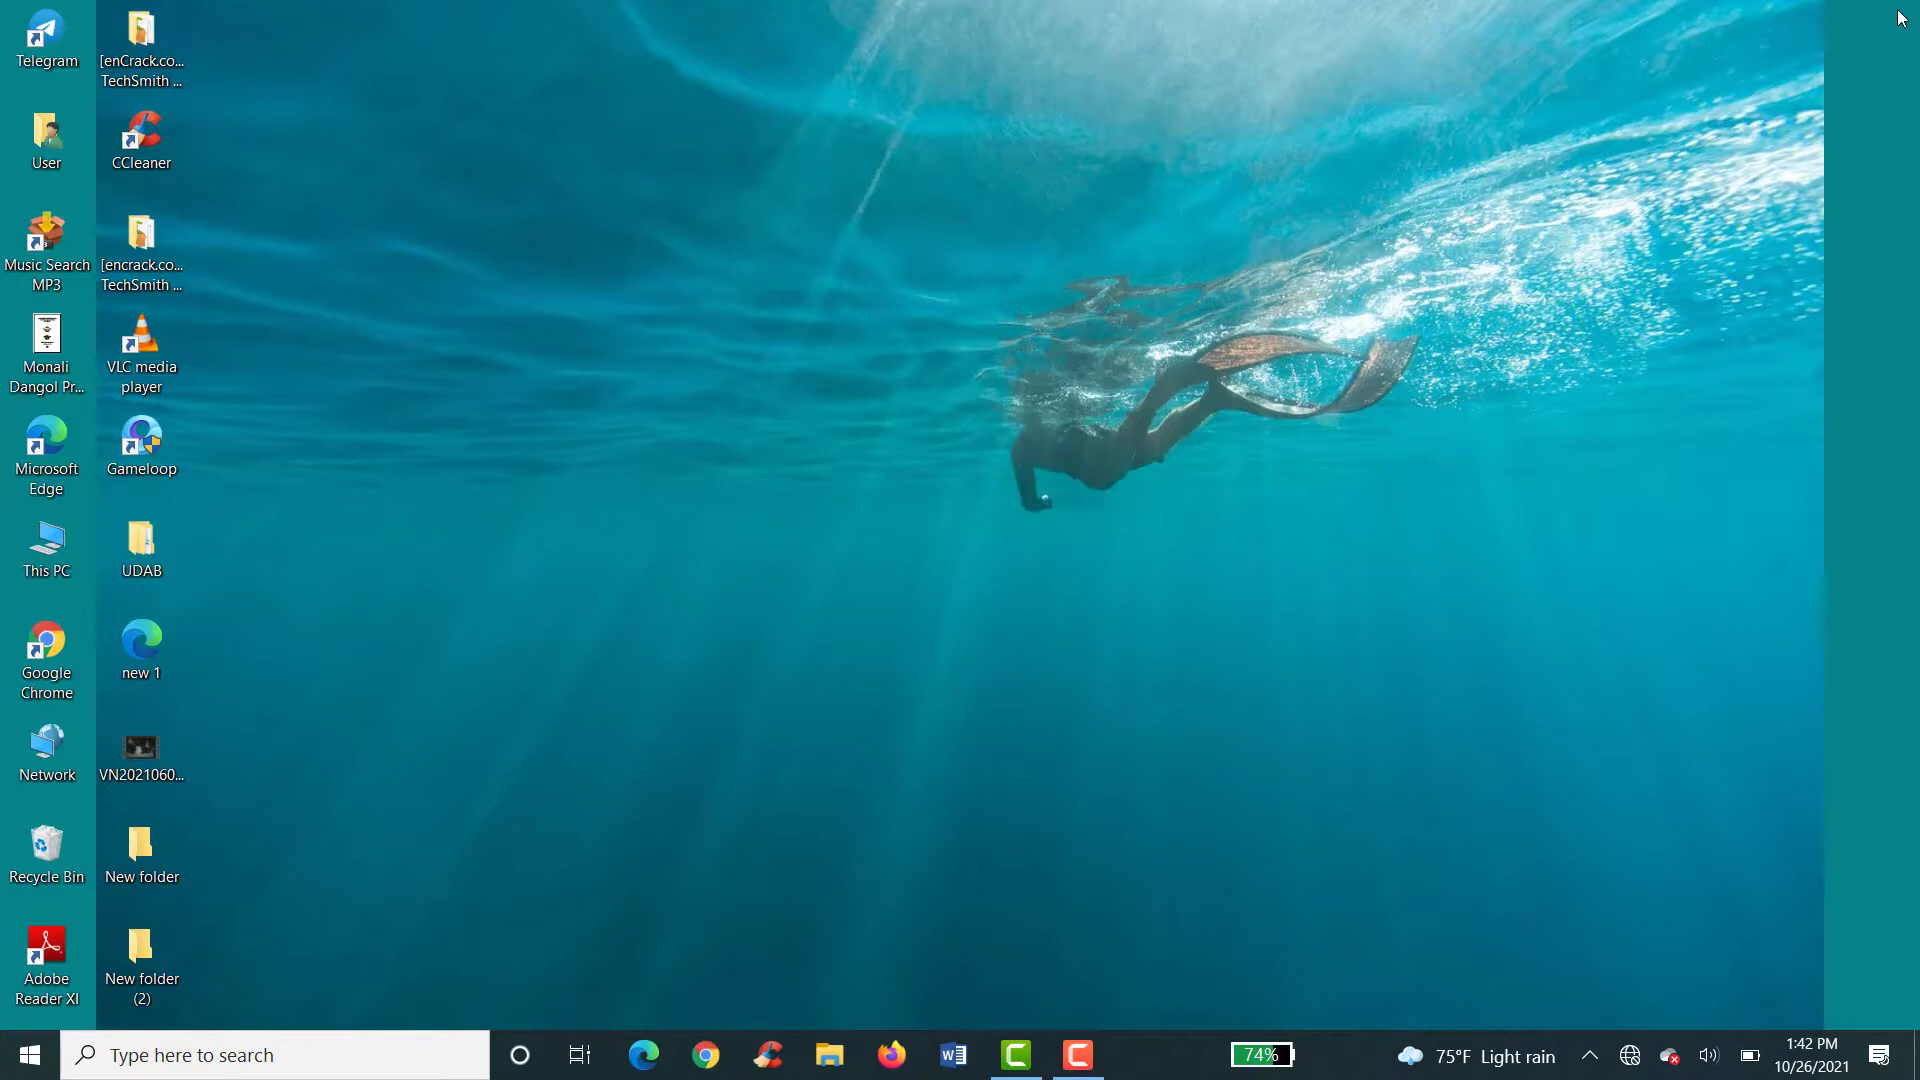 Telegram
[enCrack.co...
TechSmith ...
User
CCleaner
Music Search
MP3
[encrack.co...
TechSmith ...
Monali
Dangol Pr...
VLC media
player
Microsoft
Edge
Gameloop
This PC
UDAB
Google
Chrome
new 1
Network
VN2021060...
Recycle Bin
New folder
Adobe
Reader XI
New folder
(2)
Type here to search
74%
75°F Light rain
1:42 PM
10/26/2021